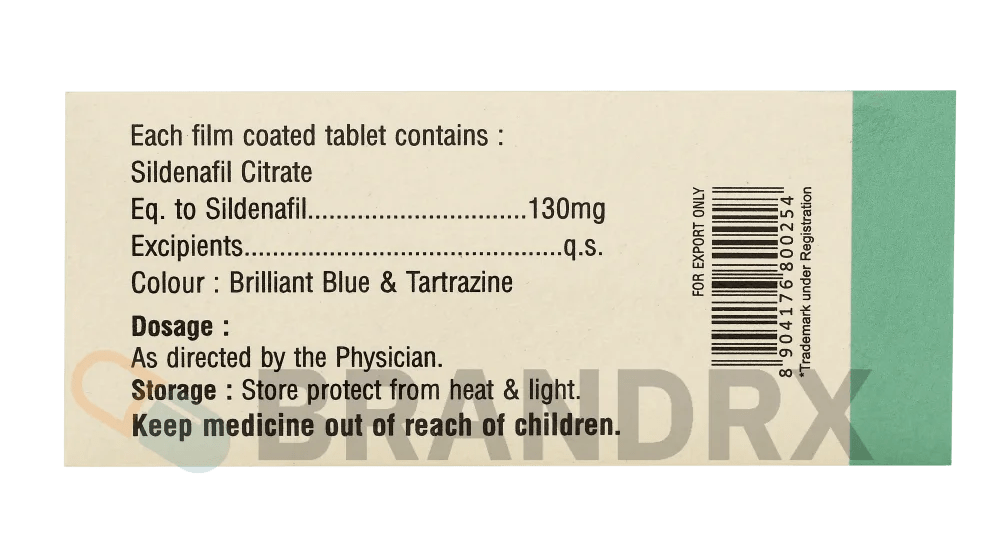 Each film coated tablet contains :
Sildenafil Citrate
Eq. to Sildenafil.............................130mg
Excipients..........................................q.s.
Colour : Brilliant Blue & Tartrazine
Dosage :
As directed by the Physician.
Storage : Store protect from heat & light.
Keep medicine out of reach of children.
FOR EXPORT ONLY
8 904176 800254
*Trademark under Registration
BRANDRX